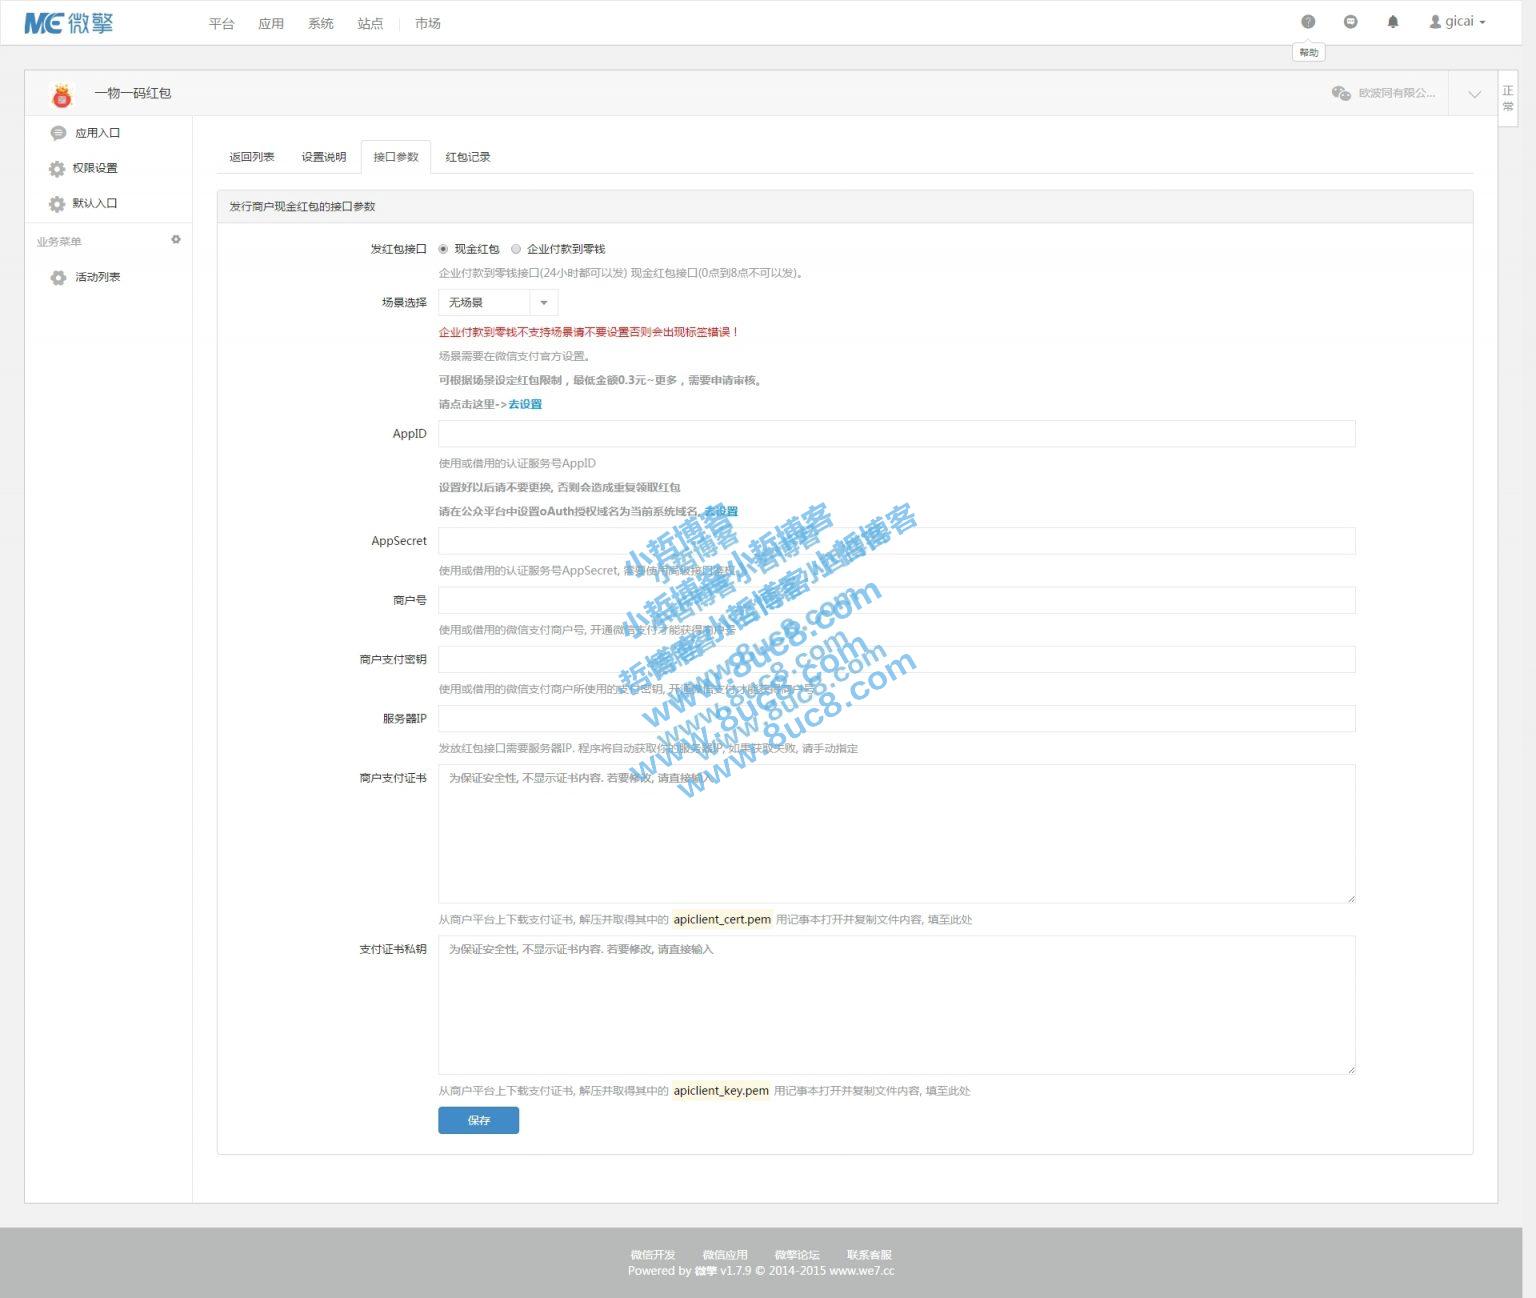 微擎
平台 应用 系统 站点 市场
gicai
帮助
一物一码红包
欧波同有限公...
正常
应用入口
权限设置
默认入口
业务菜单
活动列表
返回列表 设置说明 接口参数 红包记录
发行商户现金红包的接口参数
发红包接口 现金红包 企业付款到零钱
企业付款到零钱接口(24小时都可以发) 现金红包接口(0点到8点不可以发)。
场景选择 无场景
企业付款到零钱不支持场景请不要设置否则会出现标签错误！
场景需要在微信支付官方设置。
可根据场景设定红包限制，最低金额0.3元~更多，需要申请审核。
请点击这里->去设置
AppID
使用或借用的认证服务号AppID
设置好以后请不要更换, 否则会造成重复领取红包
请在公众平台中设置oAuth授权域名为当前系统域名, 去设置
AppSecret
使用或借用的认证服务号AppSecret,
商户号
使用或借用的微信支付商户号, 开通微信支付才能获得商户号
商户支付密钥
使用或借用的微信支付商户所使用的支付密钥,
服务器IP
发放红包接口需要服务器IP. 程序将自动获取你的服务器IP, 如果获取失败, 请手动指定
商户支付证书
为保证安全性, 不显示证书内容. 若要修改, 请直接输入
从商户平台上下载支付证书, 解压并取得其中的 apiclient_cert.pem 用记事本打开并复制文件内容, 填至此处
支付证书私钥
为保证安全性, 不显示证书内容. 若要修改, 请直接输入
从商户平台上下载支付证书, 解压并取得其中的 apiclient_key.pem 用记事本打开并复制文件内容, 填至此处
保存
小哲博客
小哲博客
小哲博客
www.8uc8.com
www.8uc8.com
www.8uc8.com
微信开发 微信应用 微擎论坛 联系客服
Powered by 微擎 v1.7.9 © 2014-2015 www.we7.cc